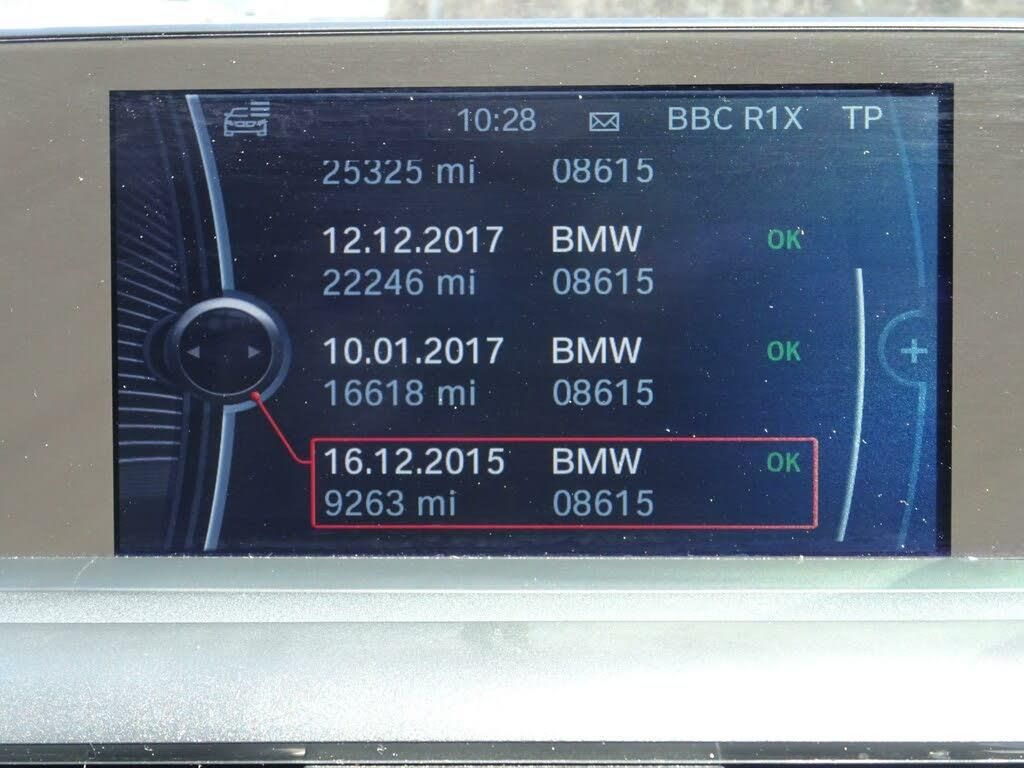 10:28 BBC R1X TP
25325 mi 08615
12.12.2017 BMW OK
22246 mi 08615
10.01.2017 BMW OK
16618 mi 08615
16.12.2015 BMW OK
9263 mi 08615